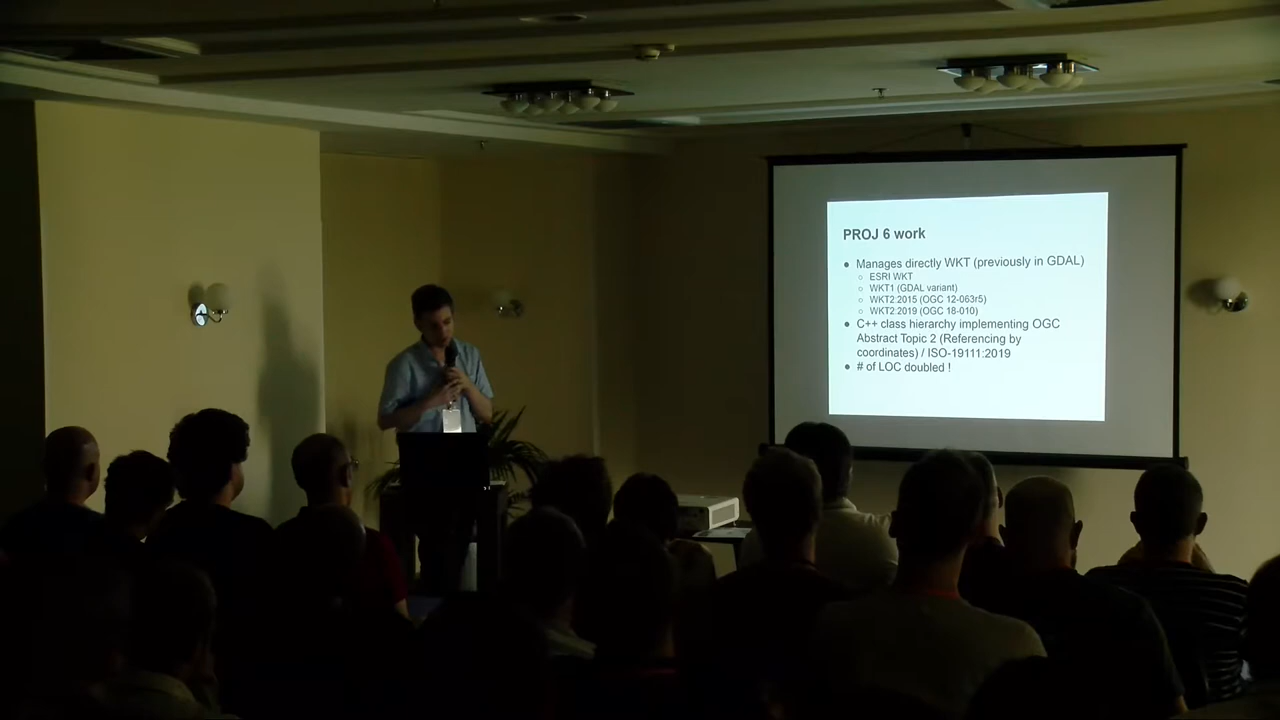 PROJ 6 work
● Manages directly WKT (previously in GDAL)
○ ESRI WKT
○ WKT1 (GDAL variant)
○ WKT2 2015 (OGC 12-063r5)
○ WKT2 2019 (OGC 18-010)
● C++ class hierarchy implementing OGC
Abstract Topic 2 (Referencing by
coordinates) / ISO-19111:2019
● # of LOC doubled !